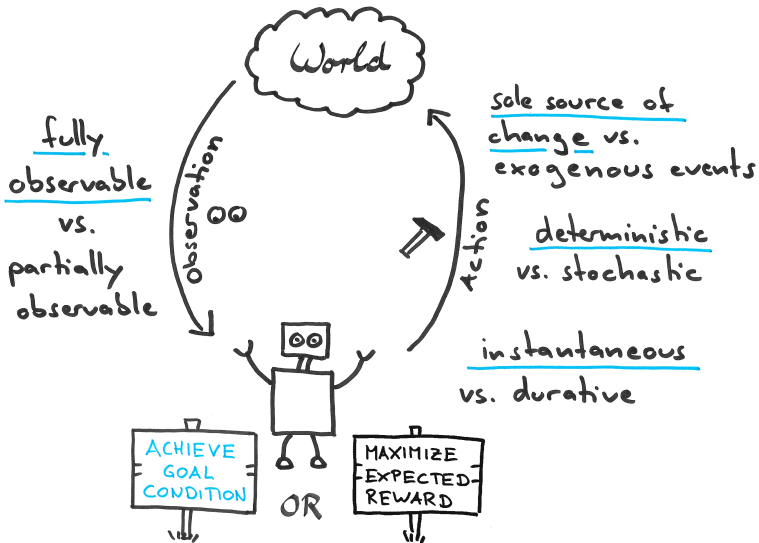 World
fully
observable
vs.
partially
observable
Observation
Action
sole source of
change vs.
exogenous events
deterministic
vs. stochastic
instantaneous
vs. durative
ACHIEVE
GOAL
CONDITION
OR
MAXIMIZE
EXPECTED
REWARD